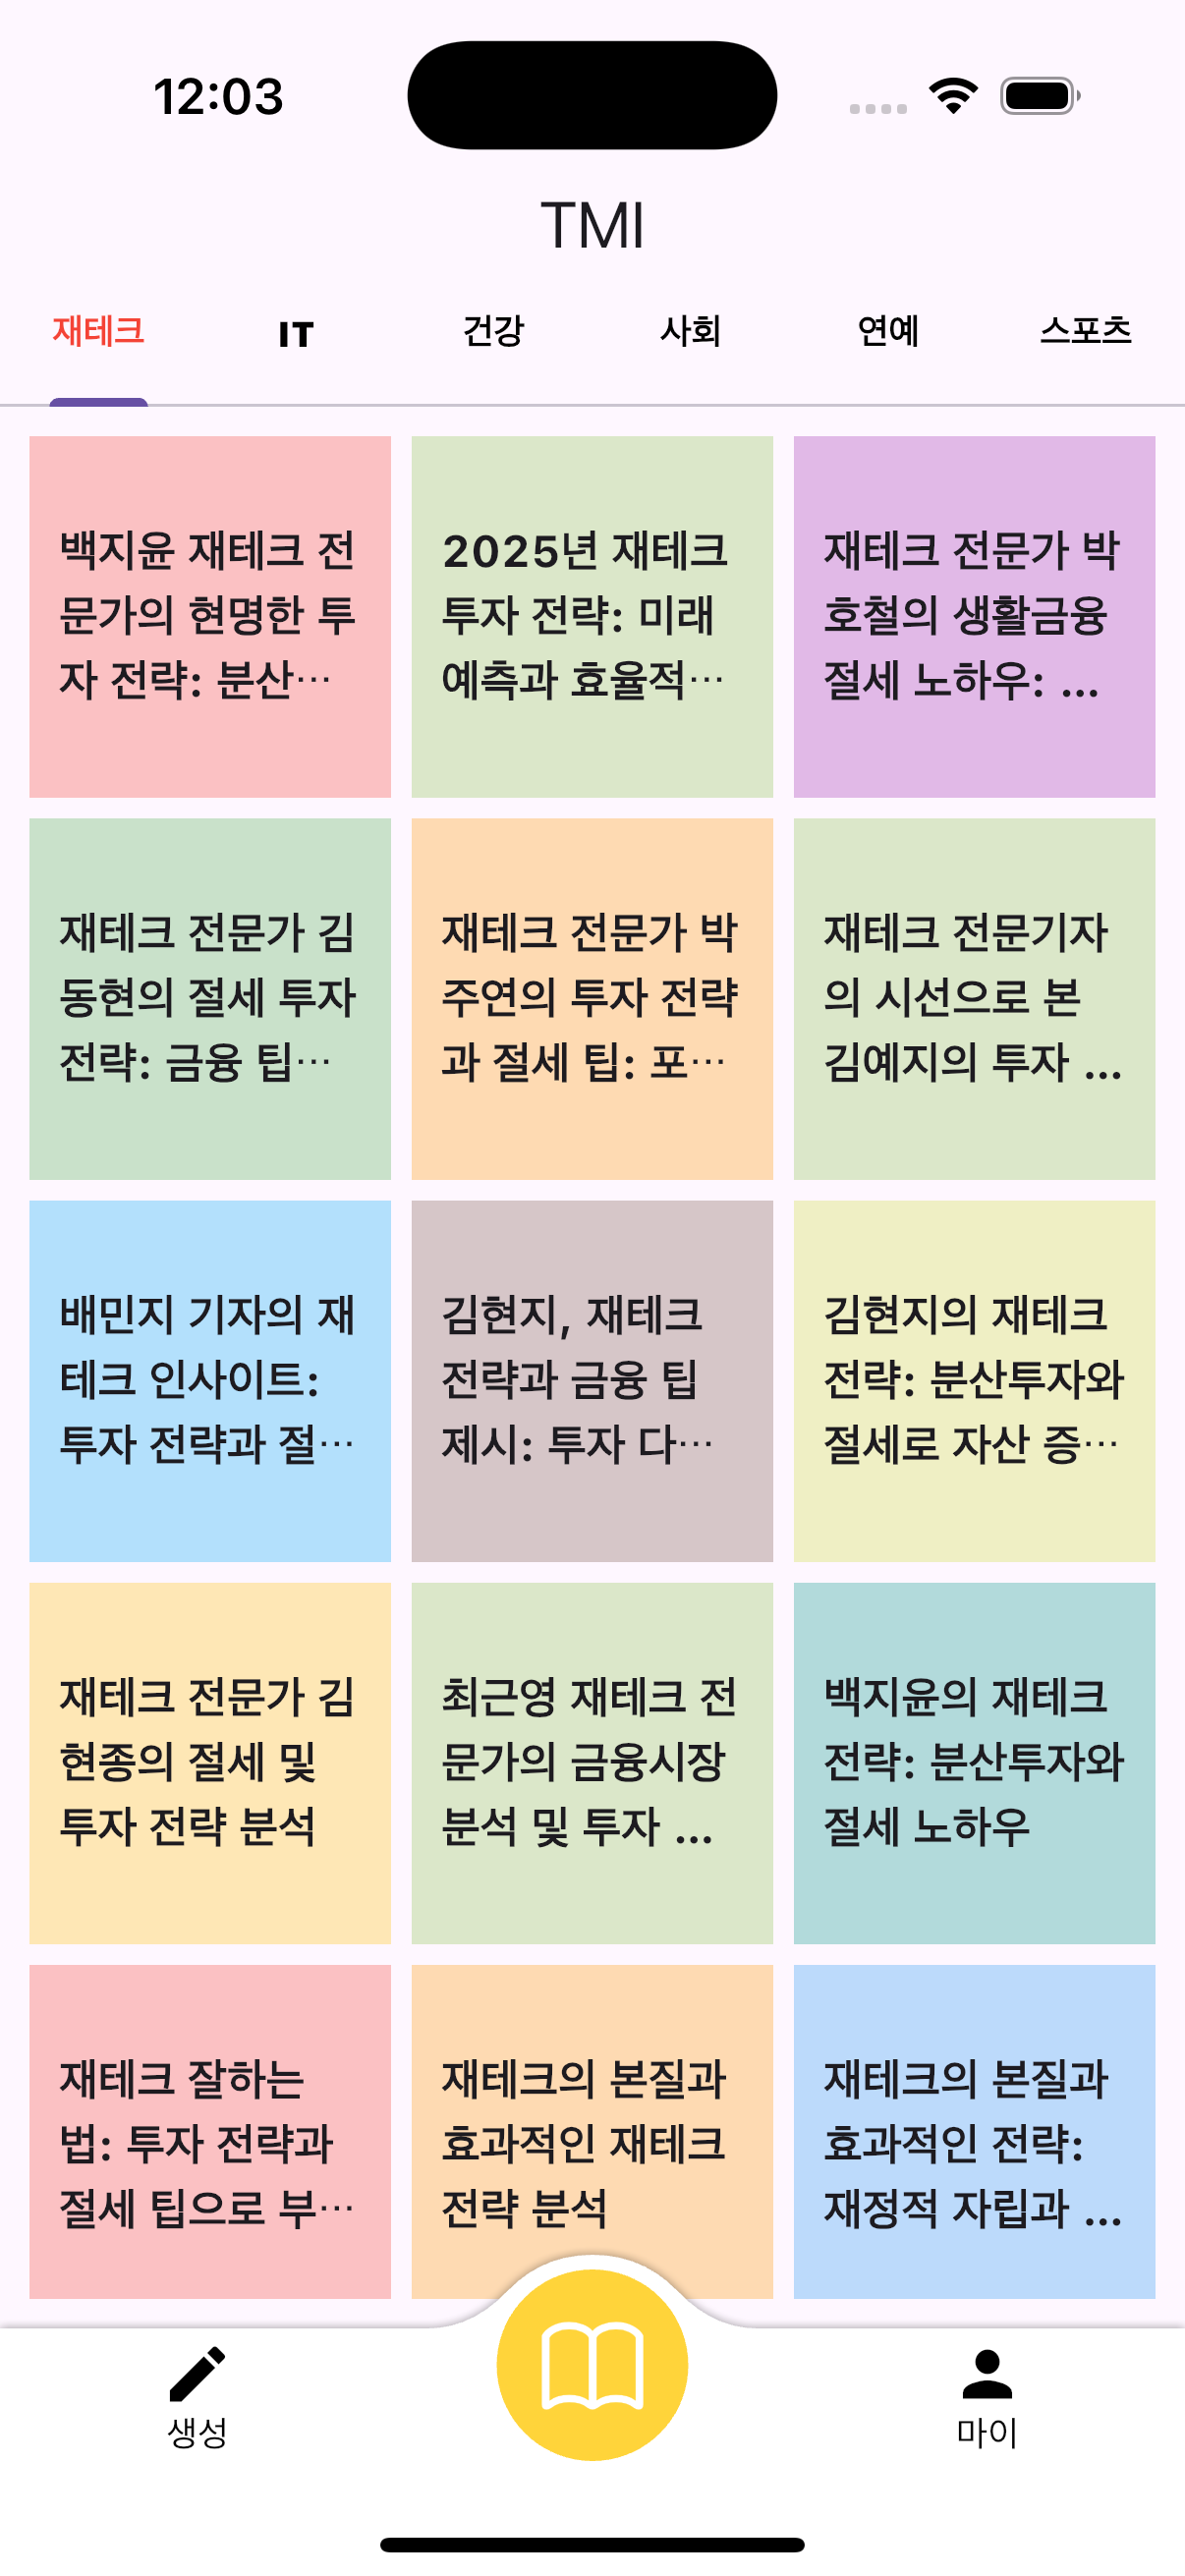 12:03
TMI
재테크 IT 건강 사회 연예 스포츠
백지윤 재테크 전
문가의 현명한 투
자 전략: 분산…
2025년 재테크
투자 전략: 미래
예측과 효율적…
재테크 전문가 박
호철의 생활금융
절세 노하우: ...
재테크 전문가 김
동현의 절세 투자
전략: 금융 팁…
재테크 전문가 박
주연의 투자 전략
과 절세 팁: 포…
재테크 전문기자
의 시선으로 본
김예지의 투자 ...
배민지 기자의 재
테크 인사이트:
투자 전략과 절…
김현지, 재테크
전략과 금융 팁
제시: 투자 다…
김현지의 재테크
전략: 분산투자와
절세로 자산 증…
재테크 전문가 김
현종의 절세 및
투자 전략 분석
최근영 재테크 전
문가의 금융시장
분석 및 투자 ...
백지윤의 재테크
전략: 분산투자와
절세 노하우
재테크 잘하는
법: 투자 전략과
절세 팁으로 부…
재테크의 본질과
효과적인 재테크
전략 분석
재테크의 본질과
효과적인 전략:
재정적 자립과 ...
생성 마이